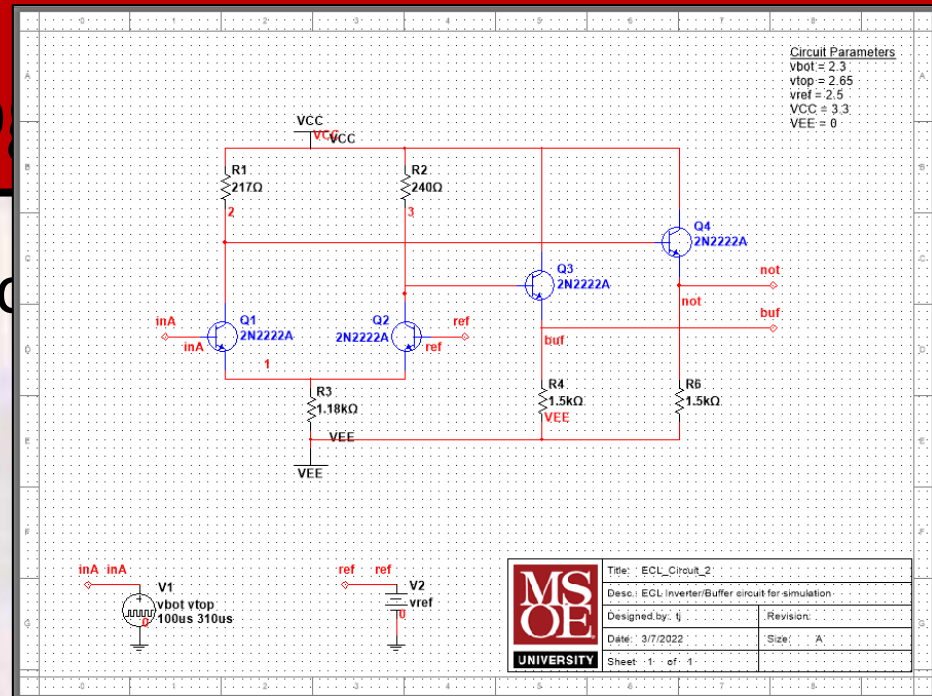 Circuit Parameters
vbot = 2.3
vtop = 2.65
vref = 2.5
VCC = 3.3
VEE = 0
VCC
VCC
VCC
R1
217Ω
2
R2
240Ω
3
Q4
2N2222A
Q3
2N2222A
not
not
buf
buf
inA
inA
Q1
2N2222A
Q2
2N2222A
ref
ref
1
R3
1.18kΩ
R4
1.5kΩ
VEE
R6
1.5kΩ
VEE
VEE
inA inA
V1
vbot vtop
100us 310us
0
ref ref
V2
vref
0
MS
OE
UNIVERSITY
Title: ECL_Circuit_2
Desc.: ECL Inverter/Buffer circuit for simulation
Designed by: tj
Revision:
Date: 3/7/2022
Size: A
Sheet 1 of 1